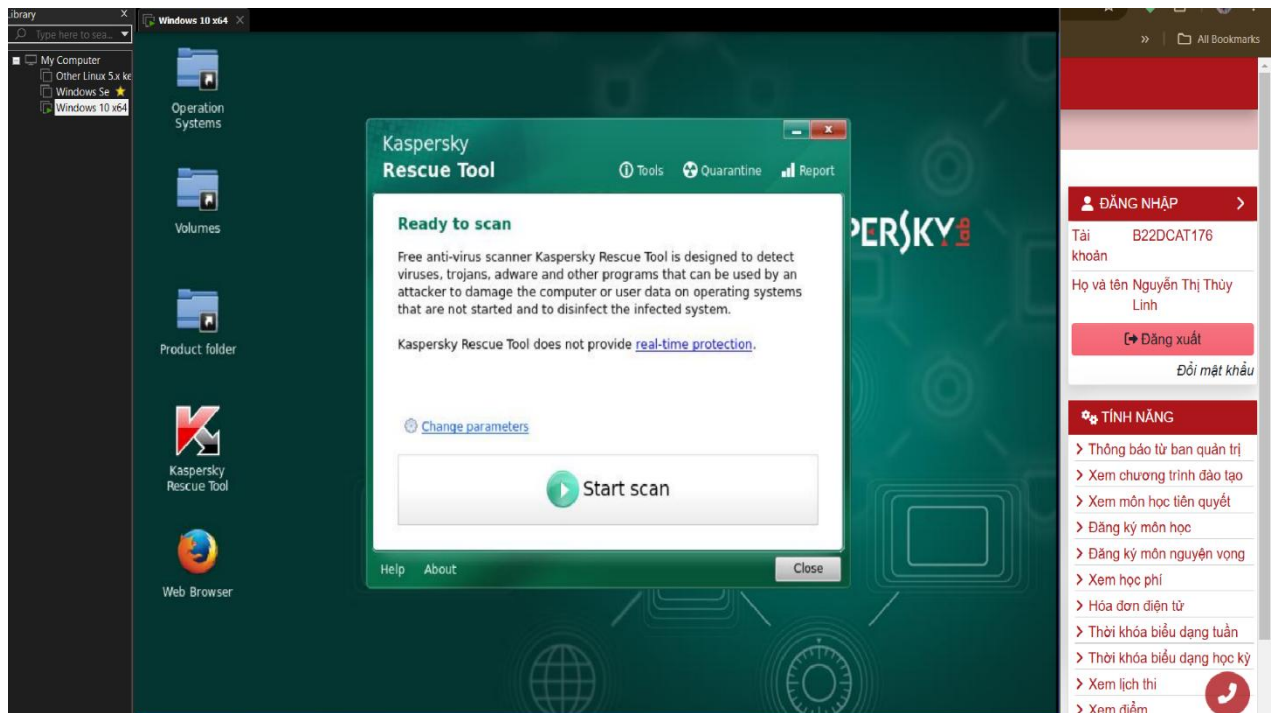 Library X
Type here to sea...
My Computer
Other Linux 5.x ke
Windows Se
Windows 10 x64
Windows 10 x64
Operation
Systems
Volumes
Product folder
Kaspersky
Rescue Tool
Web Browser
Kaspersky
Rescue Tool
Tools Quarantine Report
Ready to scan
Free anti-virus scanner Kaspersky Rescue Tool is designed to detect
viruses, trojans, adware and other programs that can be used by an
attacker to damage the computer or user data on operating systems
that are not started and to disinfect the infected system.
Kaspersky Rescue Tool does not provide real-time protection.
Change parameters
Start scan
Help About Close
PERSKY lab
» All Bookmarks
ĐĂNG NHẬP
Tài khoản B22DCAT176
Họ và tên Nguyễn Thị Thùy
Linh
Đăng xuất
Đổi mật khẩu
TÍNH NĂNG
Thông báo từ ban quản trị
Xem chương trình đào tạo
Xem môn học tiên quyết
Đăng ký môn học
Đăng ký môn nguyện vọng
Xem học phí
Hóa đơn điện tử
Thời khóa biểu dạng tuần
Thời khóa biểu dạng học kỳ
Xem lịch thi
Xem điểm